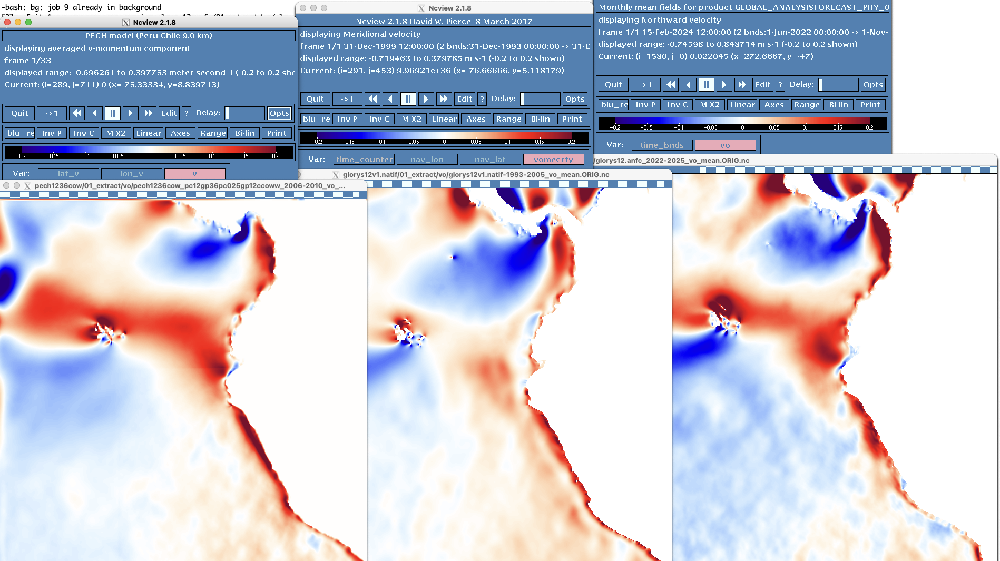 -bash: bg: job 9 already in background
Ncview 2.1.8
PECH model (Peru Chile 9.0 km)
displaying averaged v-momentum component
frame 1/33
displayed range: -0.696261 to 0.397753 meter second-1 (-0.2 to 0.2 sho
Current: (i=289, j=711) 0 (x=-75.33334, y=8.839713)
Quit ->1 Edit ? Delay: Opts
blu_re Inv P Inv C M X2 Linear Axes Range Bi-lin Print
-0.2 -0.15 -0.1 -0.05 0 0.05 0.1 0.15 0.2
Var: lat_v lon_v v
pech1236cow/01_extract/vo/pech1236cow_pc12gp36pc025gp12ccoww_2006-2010_vo_...
Ncview 2.1.8
Ncview 2.1.8 David W. Pierce 8 March 2017
displaying Meridional velocity
frame 1/1 31-Dec-1999 12:00:00 (2 bnds:31-Dec-1993 00:00:00 -> 31-D
displayed range: -0.719463 to 0.379785 m s-1 (-0.2 to 0.2 shown)
Current: (i=291, j=453) 9.96921e+36 (x=-76.66666, y=5.118179)
Quit ->1 Edit ? Delay: Opts
blu_re Inv P Inv C M X2 Linear Axes Range Bi-lin Print
-0.2 -0.15 -0.1 -0.05 0 0.05 0.1 0.15 0.2
Var: time_counter nav_lon nav_lat vomecrty
glorys12v1.natif/01_extract/vo/glorys12v1.natif-1993-2005_vo_mean.ORIG.nc
Monthly mean fields for product GLOBAL_ANALYSISFORECAST_PHY_0
displaying Northward velocity
frame 1/1 15-Feb-2024 12:00:00 (2 bnds:1-Jun-2022 00:00:00 -> 1-Nov-
displayed range: -0.74598 to 0.848714 m s-1 (-0.2 to 0.2 shown)
Current: (i=1580, j=0) 0.022045 (x=272.6667, y=-47)
Quit ->1 Edit ? Delay: Opts
blu_re Inv P Inv C M X2 Linear Axes Range Bi-lin Print
-0.2 -0.15 -0.1 -0.05 0 0.05 0.1 0.15 0.2
Var: time_bnds vo
/glorys12.anfc_2022-2025_vo_mean.ORIG.nc